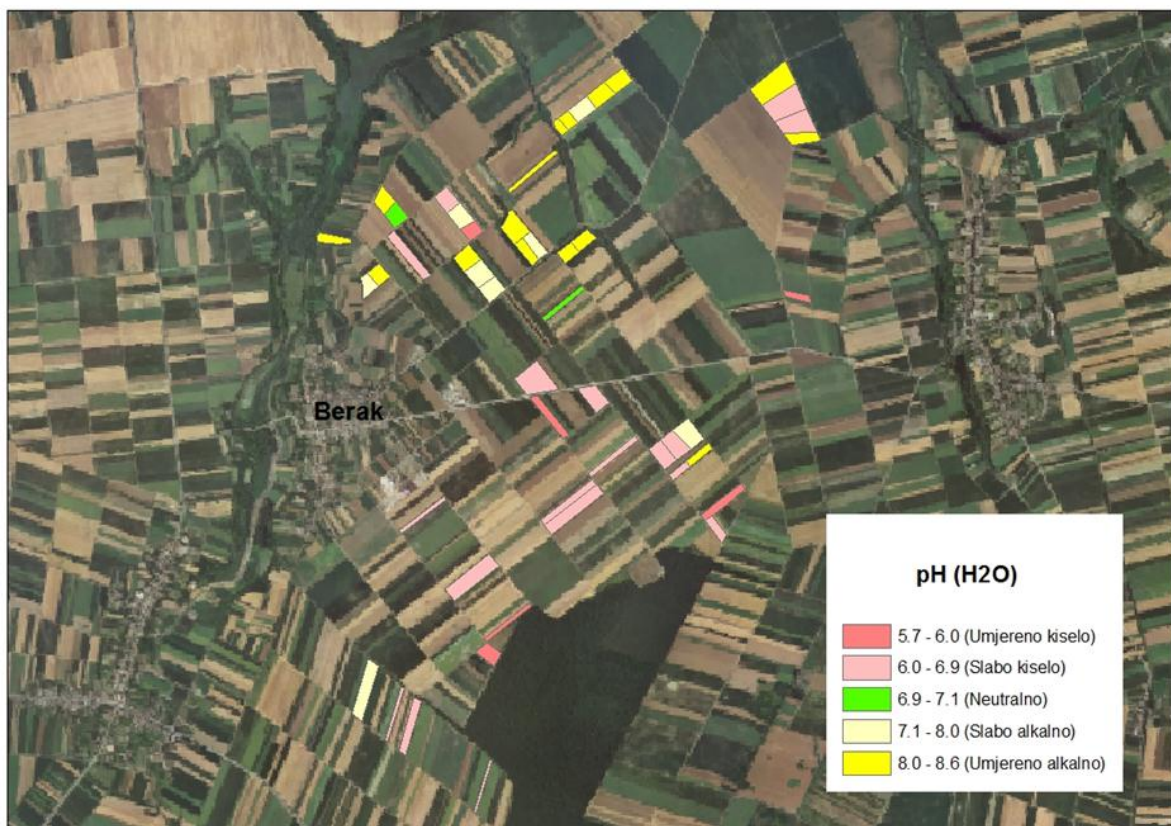 Berak
pH (H2O)
5.7 - 6.0 (Umjereno kiselo)
6.0 - 6.9 (Slabo kiselo)
6.9 - 7.1 (Neutralno)
7.1 - 8.0 (Slabo alkalno)
8.0 - 8.6 (Umjereno alkalno)